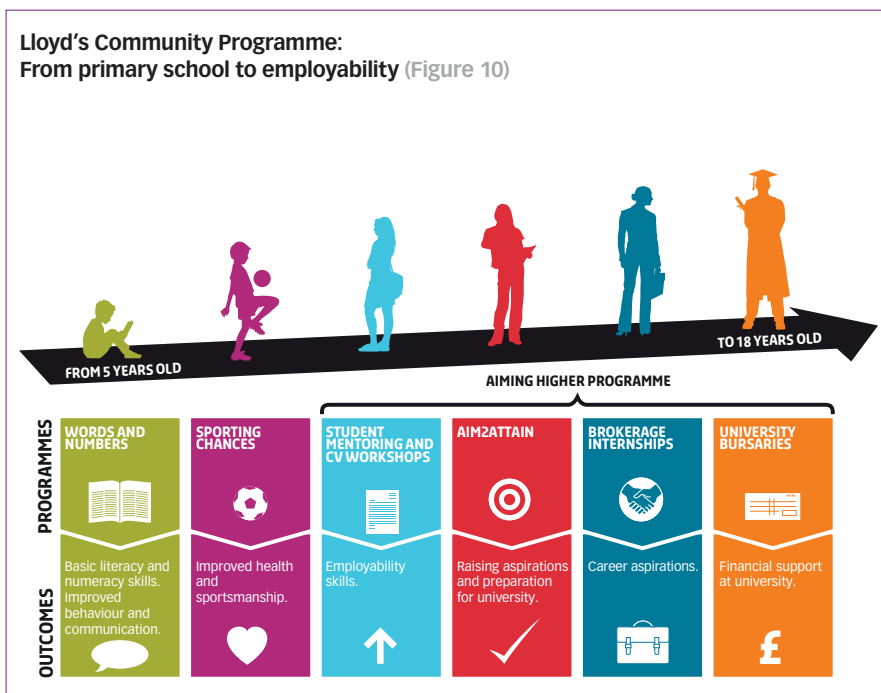 Lloyd's Community Programme:
From primary school to employability (Figure 10)
FROM 5 YEARS OLD
TO 18 YEARS OLD
AIMING HIGHER PROGRAMME
PROGRAMMES
WORDS AND
NUMBERS
SPORTING
CHANCES
STUDENT
MENTORING AND
CV WORKSHOPS
AIM2ATTAIN
BROKERAGE
INTERNSHIPS
UNIVERSITY
BURSARIES
OUTCOMES
Basic literacy and
numeracy skills.
Improved
behaviour and
communication.
Improved health
and
sportsmanship.
Employability
skills.
Raising aspirations
and preparation
for university.
Career aspirations.
Financial support
at university.
£